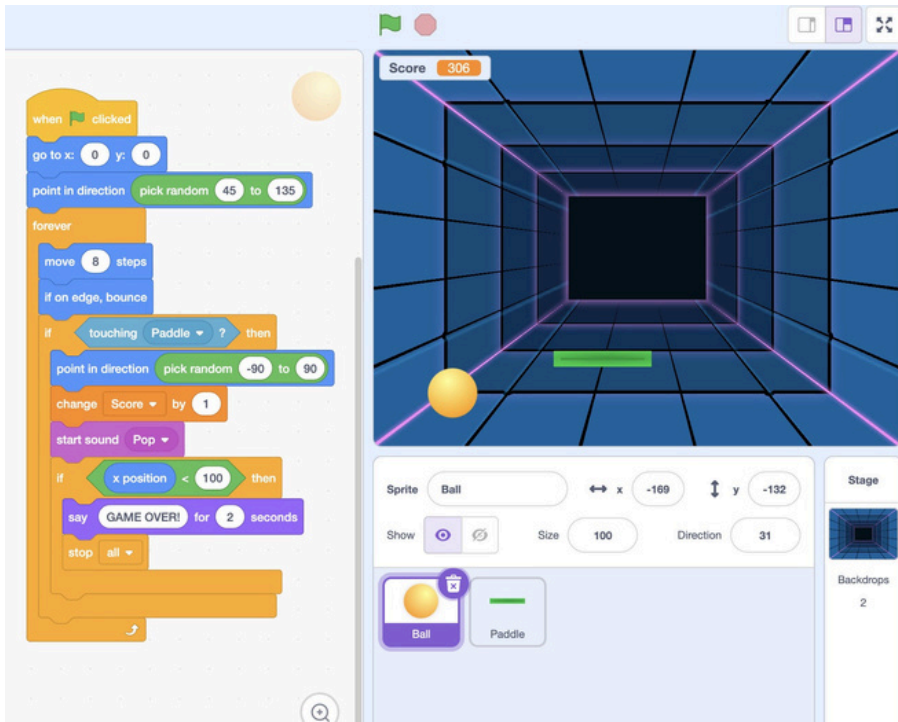 when clicked
go to x: 0 y: 0
point in direction pick random 45 to 135
forever
move 8 steps
if on edge, bounce
if touching Paddle ? then
point in direction pick random -90 to 90
change Score by 1
start sound Pop
if x position < 100 then
say GAME OVER! for 2 seconds
stop all
Score 306
Sprite Ball x -169 y -132
Show Size 100 Direction 31
Ball
Paddle
Stage
Backdrops
2